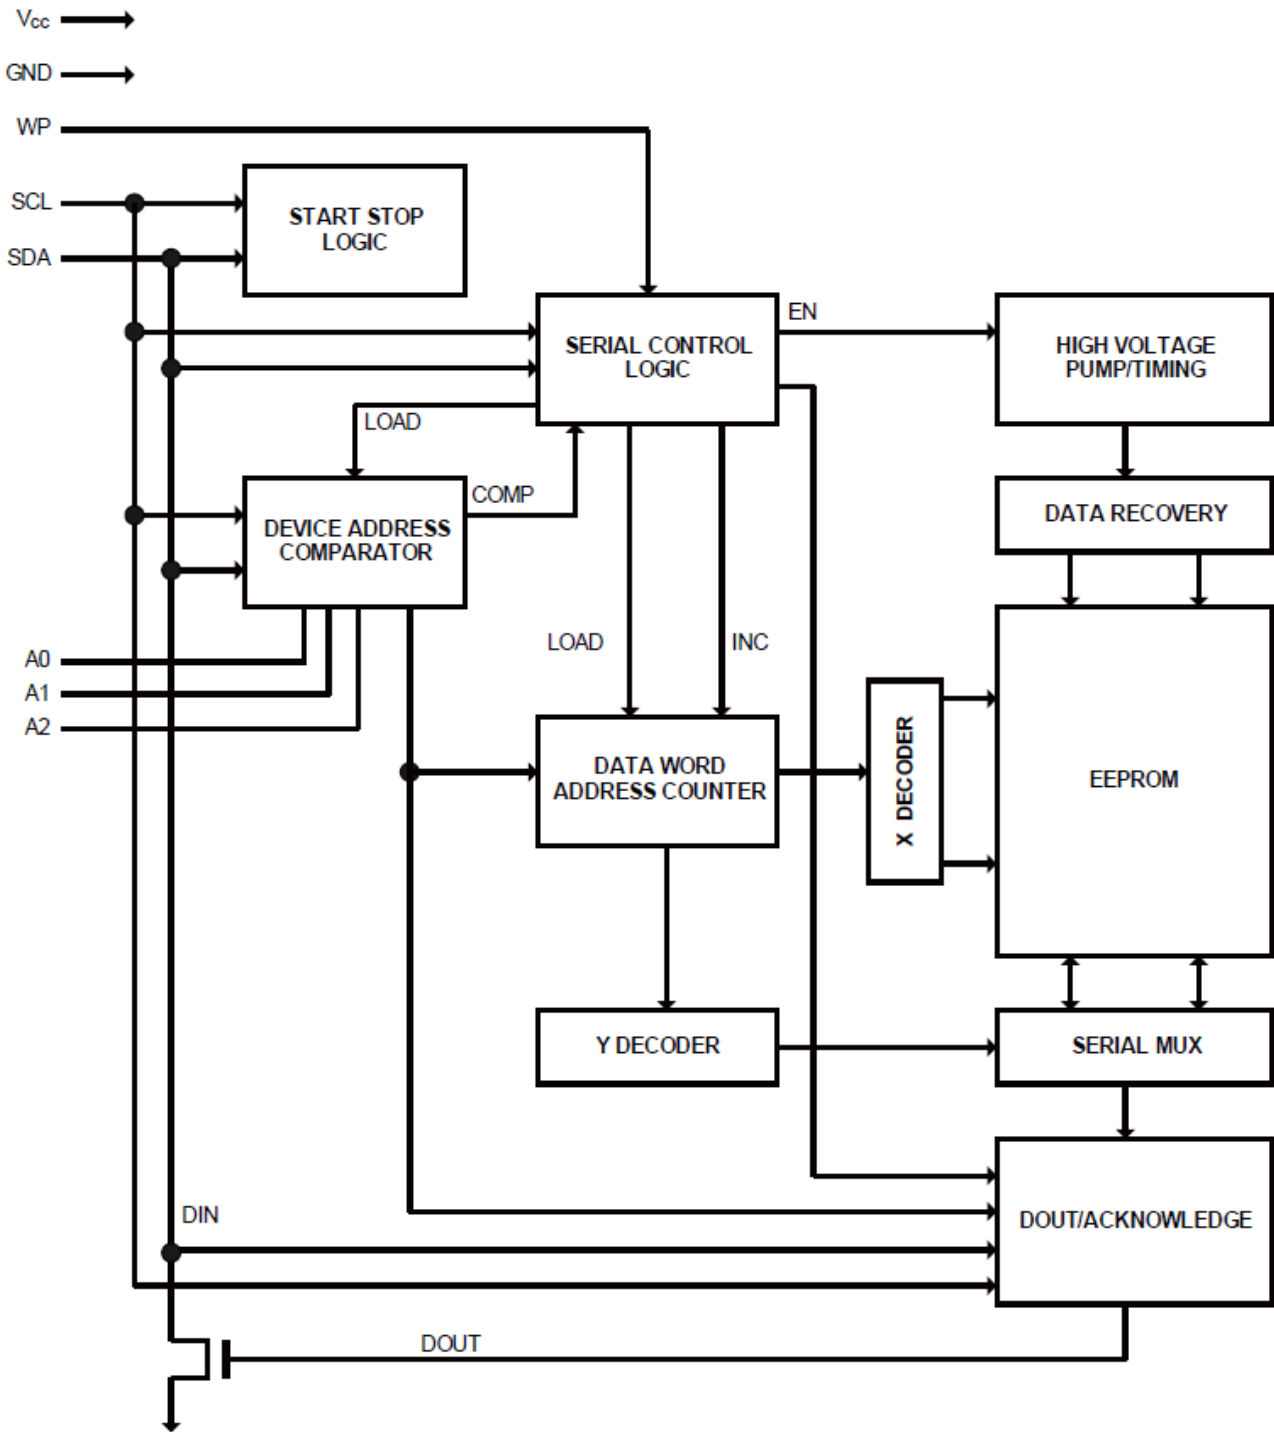 Vcc
GND
WP
SCL
SDA
START STOP
LOGIC
EN
SERIAL CONTROL
LOGIC
HIGH VOLTAGE
PUMP/TIMING
LOAD
COMP
DEVICE ADDRESS
COMPARATOR
DATA RECOVERY
A0
A1
A2
LOAD
INC
DATA WORD
ADDRESS COUNTER
X DECODER
EEPROM
Y DECODER
SERIAL MUX
DIN
DOUT/ACKNOWLEDGE
DOUT